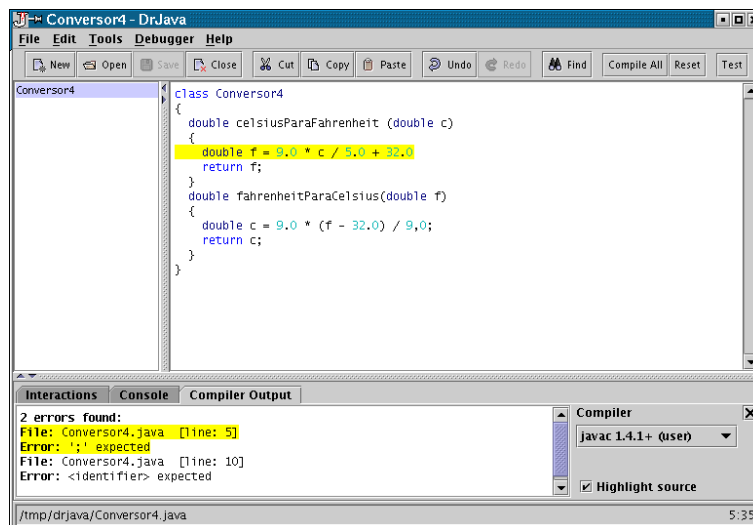 Conversor4 - DrJava
File Edit Tools Debugger Help
New Open Save Close Cut Copy Paste Undo Redo Find Compile All Reset Test
Conversor4
class Conversor4
{
double celsiusParaFahrenheit (double c)
{
double f = 9.0 * c / 5.0 + 32.0
return f;
}
double fahrenheitParaCelsius(double f)
{
double c = 9.0 * (f - 32.0) / 9,0;
return c;
}
}
Interactions Console Compiler Output
2 errors found:
File: Conversor4.java [line: 5]
Error: ';' expected
File: Conversor4.java [line: 10]
Error: <identifier> expected
Compiler
javac 1.4.1+ (user)
Highlight source
/tmp/drjava/Conversor4.java 5:35